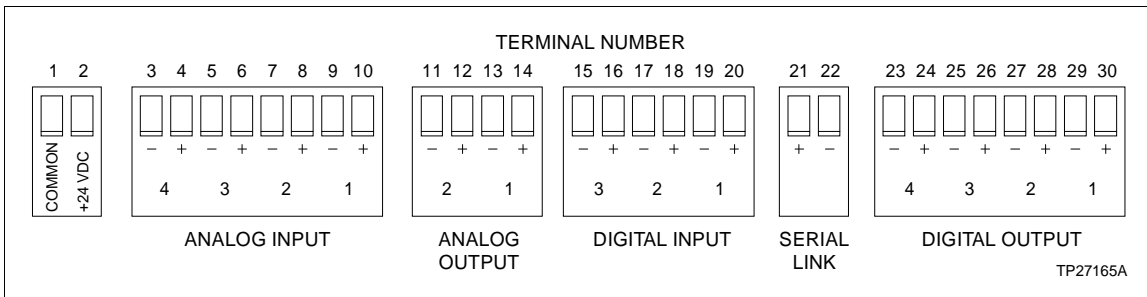 TERMINAL NUMBER
1 2 3 4 5 6 7 8 9 10 11 12 13 14 15 16 17 18 19 20 21 22 23 24 25 26 27 28 29 30
− + − + − + − + − + − + − + − + − + + − − + − + − + − +
COMMON
+24 VDC
4 3 2 1 2 1 3 2 1 4 3 2 1
ANALOG INPUT
ANALOG
OUTPUT
DIGITAL INPUT
SERIAL
LINK
DIGITAL OUTPUT
TP27165A